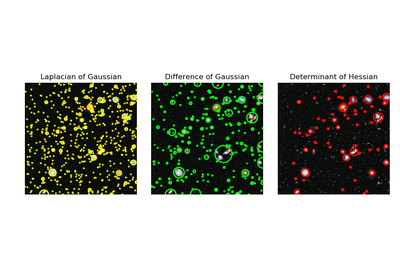 Laplacian of Gaussian
Difference of Gaussian
Determinant of Hessian